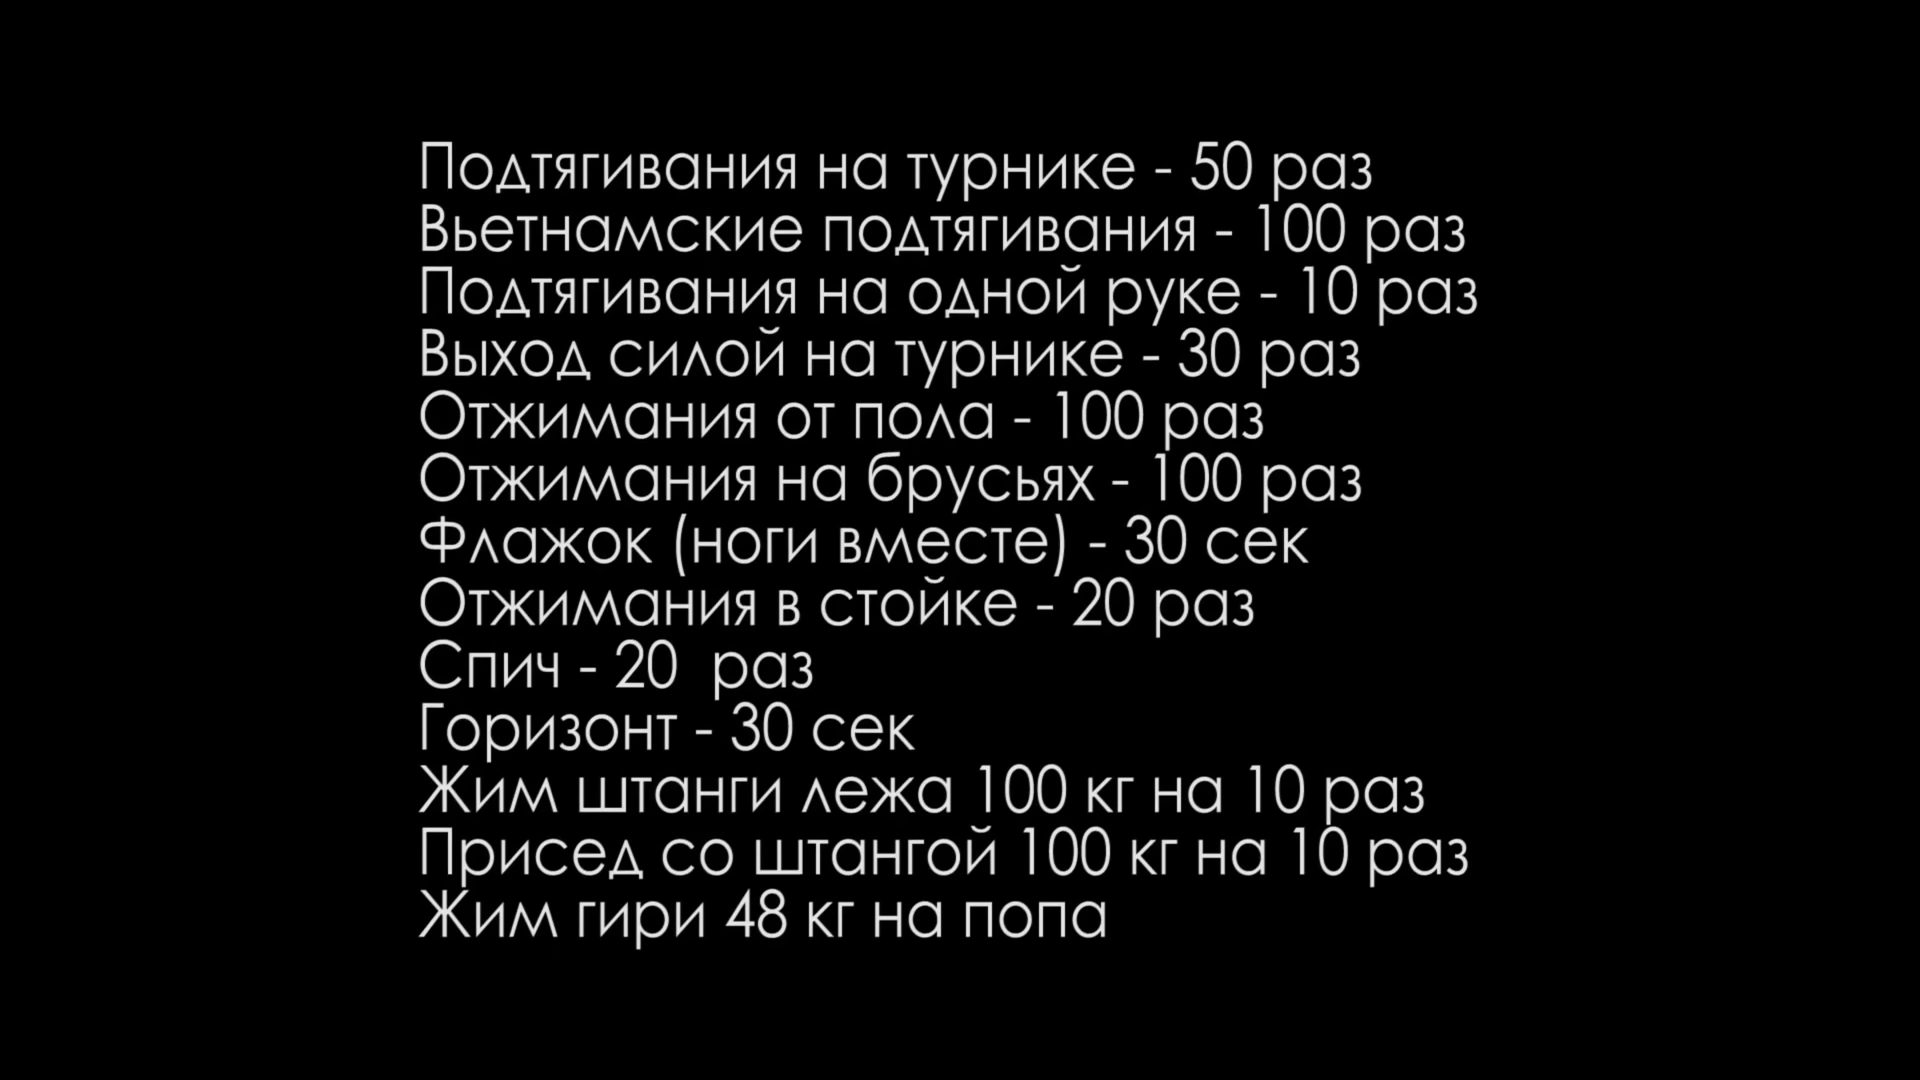 Подтягивания на турнике - 50 раз
Вьетнамские подтягивания - 100 раз
Подтягивания на одной руке - 10 раз
Выход силой на турнике - 30 раз
Отжимания от пола - 100 раз
Отжимания на брусьях - 100 раз
Флажок (ноги вместе) - 30 сек
Отжимания в стойке - 20 раз
Спич - 20  раз
Горизонт - 30 сек
Жим штанги лежа 100 кг на 10 раз
Присед со штангой 100 кг на 10 раз
Жим гири 48 кг на попа